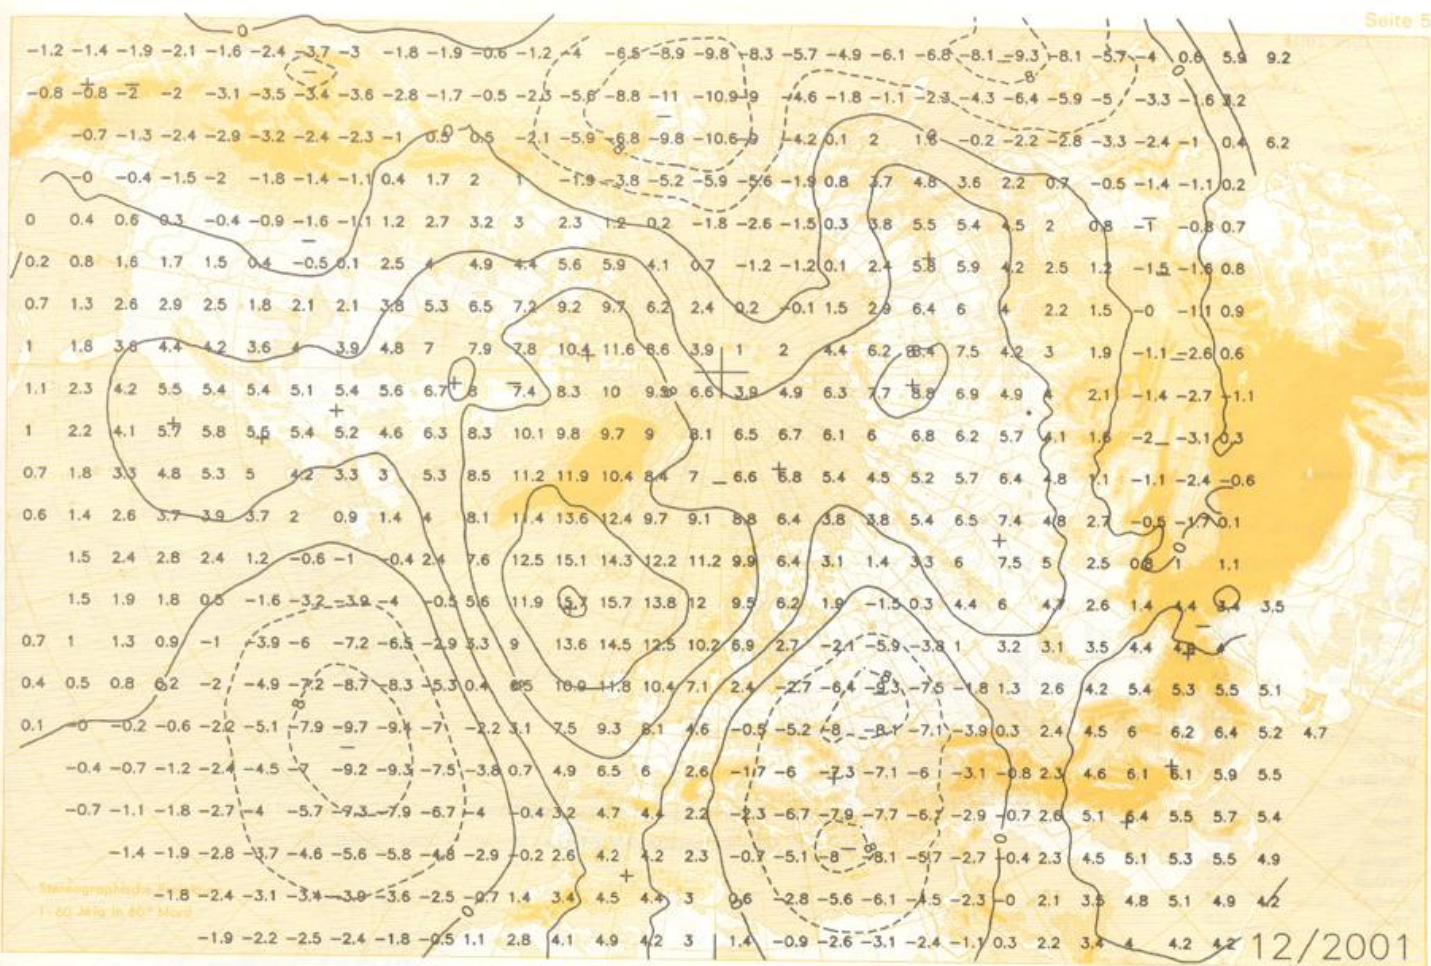 Seite 5
0
-1.2 -1.4 -1.9 -2.1 -1.6 -2.4 -3.7 -3 -1.8 -1.9 -0.6 -1.2 -4 -6.5 -8.9 -9.8 -8.3 -5.7 -4.9 -6.1 -6.8 -8.1 -9.3 -8.1 -5.7 -4 0.6 5.9 9.2
-0.8 -0.8 -2 -2 -3.1 -3.5 -3.4 -3.6 -2.8 -1.7 -0.5 -2.3 -5.6 -8.8 -11 -10.9 -9 -4.6 -1.8 -1.1 -2.3 -4.3 -6.4 -5.9 -5 -3.3 -1.6 3.2
-0.7 -1.3 -2.4 -2.9 -3.2 -2.4 -2.3 -1 0.5 0.5 -2.1 -5.9 -6.8 -9.8 -10.6 -9 -4.2 0.1 2 1.6 -0.2 -2.2 -2.8 -3.3 -2.4 -1 0.4 6.2
-0 -0.4 -1.5 -2 -1.8 -1.4 -1.1 0.4 1.7 2 1 -1.9 -3.8 -5.2 -5.9 -5.6 -1.9 0.8 3.7 4.8 3.6 2.2 0.7 -0.5 -1.4 -1.1 0.2
0 0.4 0.6 0.3 -0.4 -0.9 -1.6 -1.1 1.2 2.7 3.2 3 2.3 1.2 0.2 -1.8 -2.6 -1.5 0.3 3.8 5.5 5.4 4.5 2 0.8 -1 -0.8 0.7
0.2 0.8 1.6 1.7 1.5 0.4 -0.5 0.1 2.5 4 4.9 4.4 5.6 5.9 4.1 0.7 -1.2 -1.2 0.1 2.4 5.8 5.9 4.2 2.5 1.2 -1.5 -1.6 0.8
0.7 1.3 2.6 2.9 2.5 1.8 2.1 2.1 3.8 5.3 6.5 7.2 9.2 9.7 6.2 2.4 0.2 -0.1 1.5 2.9 6.4 6 4 2.2 1.5 -0 -1.1 0.9
1 1.8 3.6 4.4 4.2 3.6 4 3.9 4.8 7 7.9 7.8 10.4 11.6 8.6 3.9 1 2 4.4 6.2 8.4 7.5 4.2 3 1.9 -1.1 -2.6 0.6
1.1 2.3 4.2 5.5 5.4 5.4 5.1 5.4 5.6 6.7 8 7.4 8.3 10 9.3 6.6 3.9 4.9 6.3 7.7 8.8 6.9 4.9 4 2.1 -1.4 -2.7 -1.1
1 2.2 4.1 5.7 5.8 5.6 5.4 5.2 4.6 6.3 8.3 10.1 9.8 9.7 9 8.1 6.5 6.7 6.1 6 6.8 6.2 5.7 4.1 1.6 -2 -3.1 0.3
0.7 1.8 3.3 4.8 5.3 5 4.2 3.3 3 5.3 8.5 11.2 11.9 10.4 8.4 7 6.6 6.8 5.4 4.5 5.2 5.7 6.4 4.8 1.1 -1.1 -2.4 -0.6
0.6 1.4 2.6 3.7 3.9 3.7 2 0.9 1.4 4 8.1 11.4 13.6 12.4 9.7 9.1 8.8 6.4 3.8 3.8 5.4 6.5 7.4 4.8 2.7 -0.5 -1.7 0.1
1.5 2.4 2.8 2.4 1.2 -0.6 -1 -0.4 2.4 7.6 12.5 15.1 14.3 12.2 11.2 9.9 6.4 3.1 1.4 3.3 6 7.5 5 2.5 0.8 1 1.1
1.5 1.9 1.8 0.5 -1.6 -3.2 -3.9 -4 -0.5 5.6 11.9 15.7 15.7 13.8 12 9.5 6.2 1.9 -1.5 0.3 4.4 6 4.7 2.6 1.4 4.4 3.4 3.5
0.7 1 1.3 0.9 -1 -3.9 -6 -7.2 -6.5 -2.9 3.3 9 13.6 14.5 12.5 10.2 6.9 2.7 -2.1 -5.9 -3.8 1 3.2 3.1 3.5 4.4 4.8 4
0.4 0.5 0.8 0.2 -2 -4.9 -7.2 -8.7 -8.3 -5.3 0.4 6.5 10.9 11.8 10.4 7.1 2.4 -2.7 -6.4 -9.3 -7.5 -1.8 1.3 2.6 4.2 5.4 5.3 5.5 5.1
0.1 -0 -0.2 -0.6 -2.2 -5.1 -7.9 -9.7 -9.4 -7 -2.2 3.1 7.5 9.3 8.1 4.6 -0.5 -5.2 -8 -8.1 -7.1 -3.9 0.3 2.4 4.5 6 6.2 6.4 5.2 4.7
-0.4 -0.7 -1.2 -2.4 -4.5 -7 -9.2 -9.3 -7.5 -3.8 0.7 4.9 6.5 6 2.6 -1.7 -6 -7.3 -7.1 -6 -3.1 -0.8 2.3 4.6 6.1 6.1 5.9 5.5
-0.7 -1.1 -1.8 -2.7 -4 -5.7 -7.3 -7.9 -6.7 -4 -0.4 3.2 4.7 4.4 2.2 -2.3 -6.7 -7.9 -7.7 -6.2 -2.9 -0.7 2.6 5.1 6.4 5.5 5.7 5.4
-1.4 -1.9 -2.8 -3.7 -4.6 -5.6 -5.8 -4.8 -2.9 -0.2 2.6 4.2 4.2 2.3 -0.7 -5.1 -8 -8.1 -5.7 -2.7 -0.4 2.3 4.5 5.1 5.3 5.5 4.9
Stereographische
-1.8 -2.4 -3.1 -3.4 -3.9 -3.6 -2.5 -0.7 1.4 3.4 4.5 4.4 3 0.6 -2.8 -5.6 -6.1 -4.5 -2.3 -0 2.1 3.5 4.8 5.1 4.9 4.2
1:60 Mio in 60° Nord
-1.9 -2.2 -2.5 -2.4 -1.8 -0.5 1.1 2.8 4.1 4.9 4.2 3 1.4 -0.9 -2.6 -3.1 -2.4 -1.1 0.3 2.2 3.4 4 4.2 4.2
12/2001